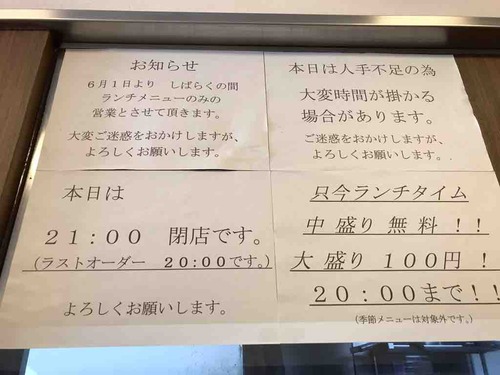 お知らせ
6月1日より しばらくの間
ランチメニューのみの
営業とさせて頂きます。
大変ご迷惑をおかけしますが、
よろしくお願いします。
本日は人手不足の為
大変時間が掛かる
場合があります。
ご迷惑をおかけしますが、
よろしくお願いします。.
本日は
21:00 閉店です。
(ラストオーダー 20:00です。)
よろしくお願いします。
只今ランチタイム
中盛り無料!!
大盛り100円!
20:00まで!!
(季節メニューは対象外です。)